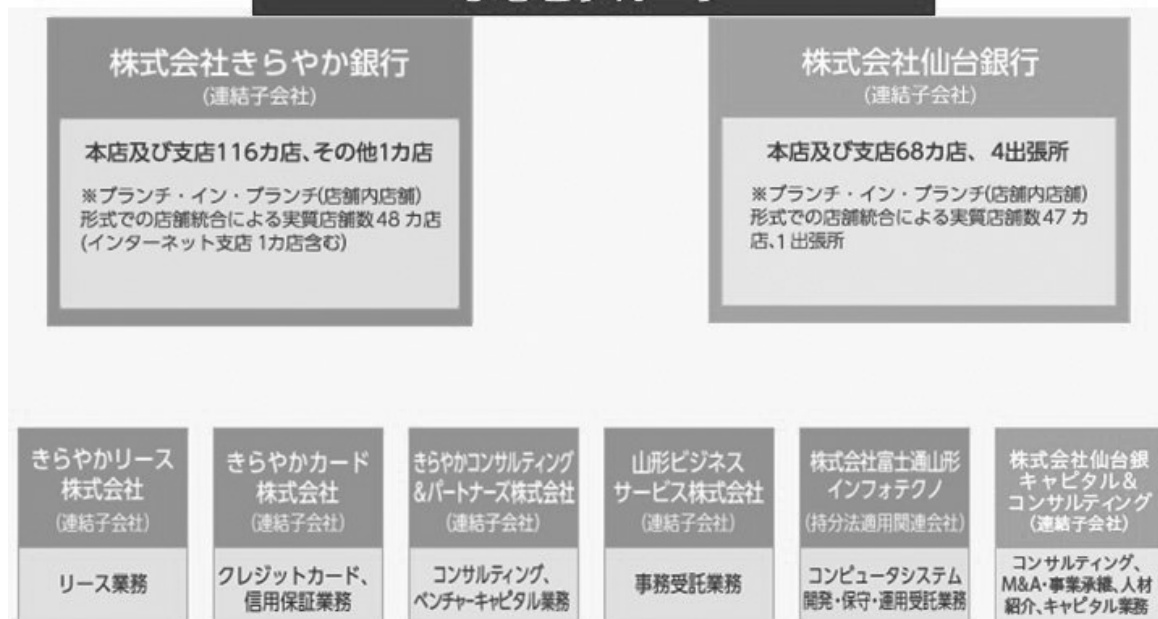 株式会社きらやか銀行
(連結子会社)
本店及び支店116カ店、その他1カ店
※ブランチ・イン・ブランチ(店舗内店舗)
形式での店舗統合による実質店舗数48 カ店
(インターネット支店 1カ店含む)
株式会社仙台銀行
(連結子会社)
本店及び支店68カ店、 4出張所
※ブランチ・イン・ブランチ(店舗内店舗)
形式での店舗統合による実質店舗数47 カ
店、1 出張所
きらやかリース
株式会社
(連結子会社)
リース業務
きらやかカード
株式会社
(連結子会社)
クレジットカード、
信用保証業務
きらやかコンサルティング
&パートナーズ株式会社
(連結子会社)
コンサルティング、
ベンチャーキャピタル業務
山形ビジネス
サービス株式会社
(連結子会社)
事務受託業務
株式会社富士通山形
インフォテクノ
(持分法適用関連会社)
コンピュータシステム
開発・保守・運用受託業務
株式会社仙台銀
キャピタル&
コンサルティング
(連結子会社)
コンサルティング、
M&A・事業承継、人材
紹介、キャピタル業務